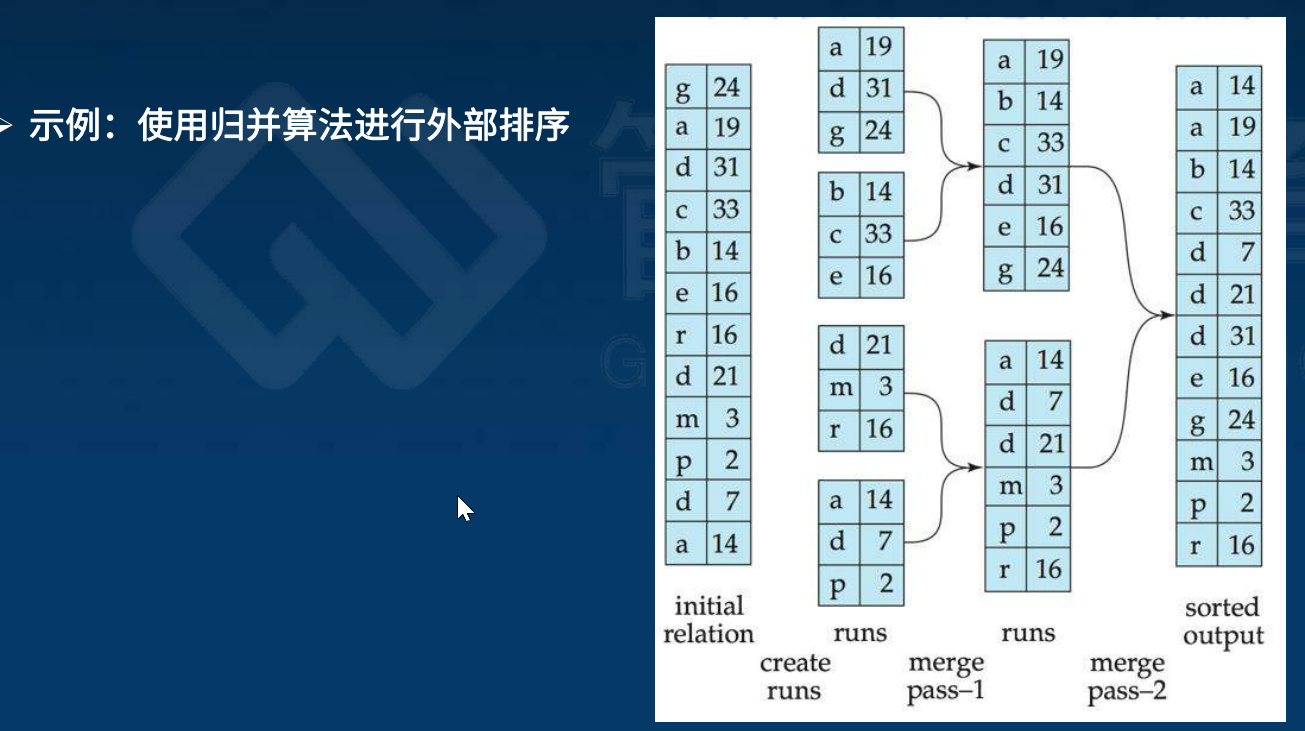 示例：使用归并算法进行外部排序
g 24
a 19
d 31
c 33
b 14
e 16
r 16
d 21
m 3
p 2
d 7
a 14
initial
relation
create
runs
a 19
d 31
g 24
b 14
c 33
e 16
d 21
m 3
r 16
a 14
d 7
p 2
runs
merge
pass–1
a 19
b 14
c 33
d 31
e 16
g 24
a 14
d 7
d 21
m 3
p 2
r 16
runs
merge
pass–2
a 14
a 19
b 14
c 33
d 7
d 21
d 31
e 16
g 24
m 3
p 2
r 16
sorted
output